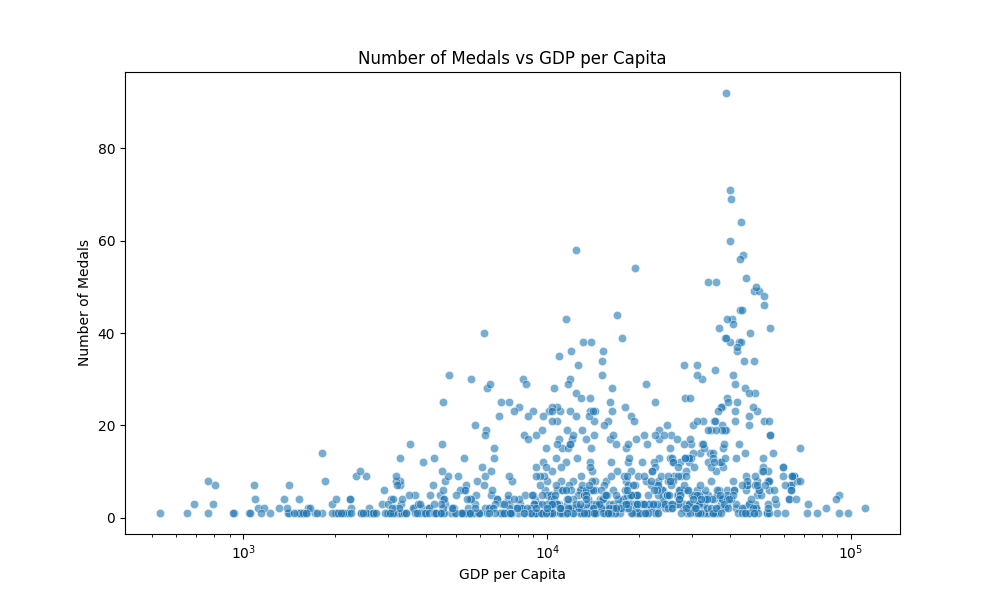 Number of Medals vs GDP per Capita
Number of Medals
80
60
40
20
0
10³
10⁴
10⁵
GDP per Capita